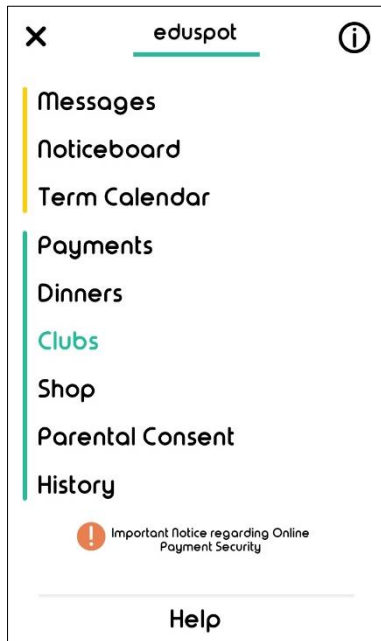 eduspot
Messages
Noticeboard
Term Calendar
Payments
Dinners
Clubs
Shop
Parental Consent
History
Important Notice regarding Online
Payment Security
Help